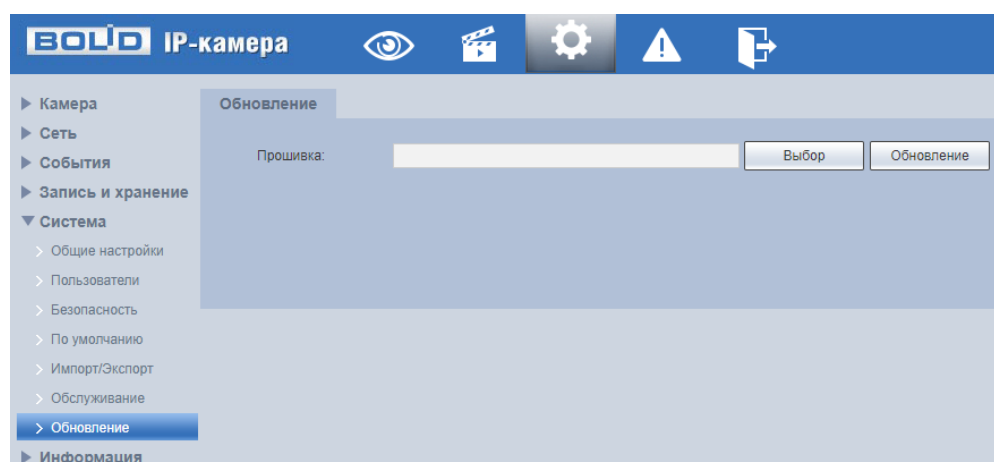 BOLID IP-камера
Камера
Сеть
События
Запись и хранение
Система
Общие настройки
Пользователи
Безопасность
По умолчанию
Импорт/Экспорт
Обслуживание
Обновление
Информация
Обновление
Прошивка:
Выбор
Обновление